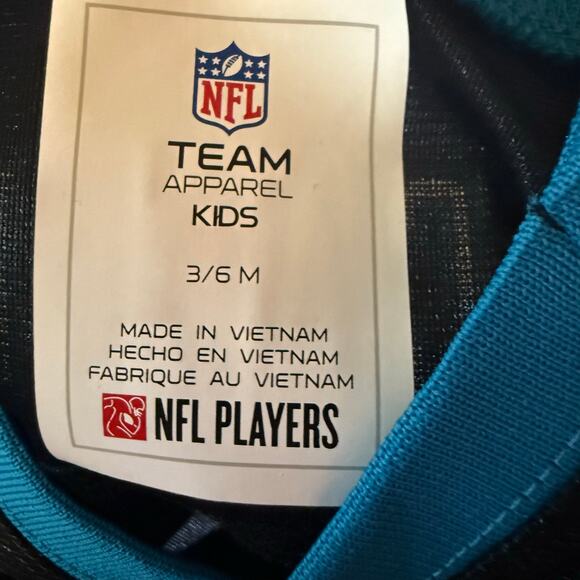 NFL
TEAM
APPAREL
KIDS
3/6 M
MADE IN VIETNAM
HECHO EN VIETNAM
FABRIQUE AU VIETNAM
NFL PLAYERS